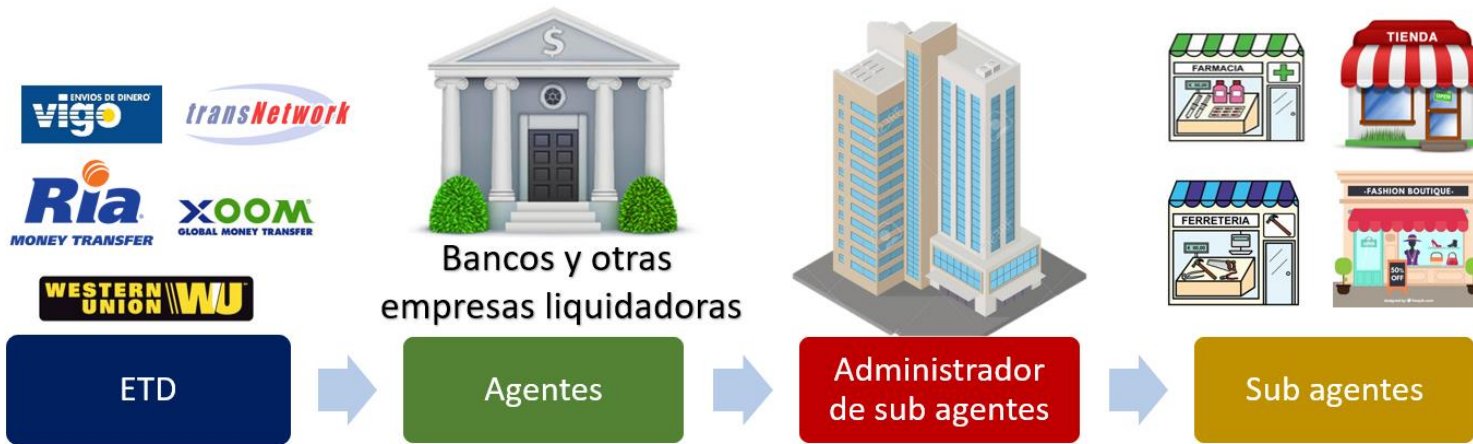 ENVIOS DE DINERO
vigo
transNetwork
Ria
MONEY TRANSFER
XOOM
GLOBAL MONEY TRANSFER
WESTERN
UNION WU
$
Bancos y otras
empresas liquidadoras
FARMACIA
TIENDA
OPEN
FERRETERIA
-FASHION BOUTIQUE-
50%
OFF
ETD
Agentes
Administrador
de sub agentes
Sub agentes